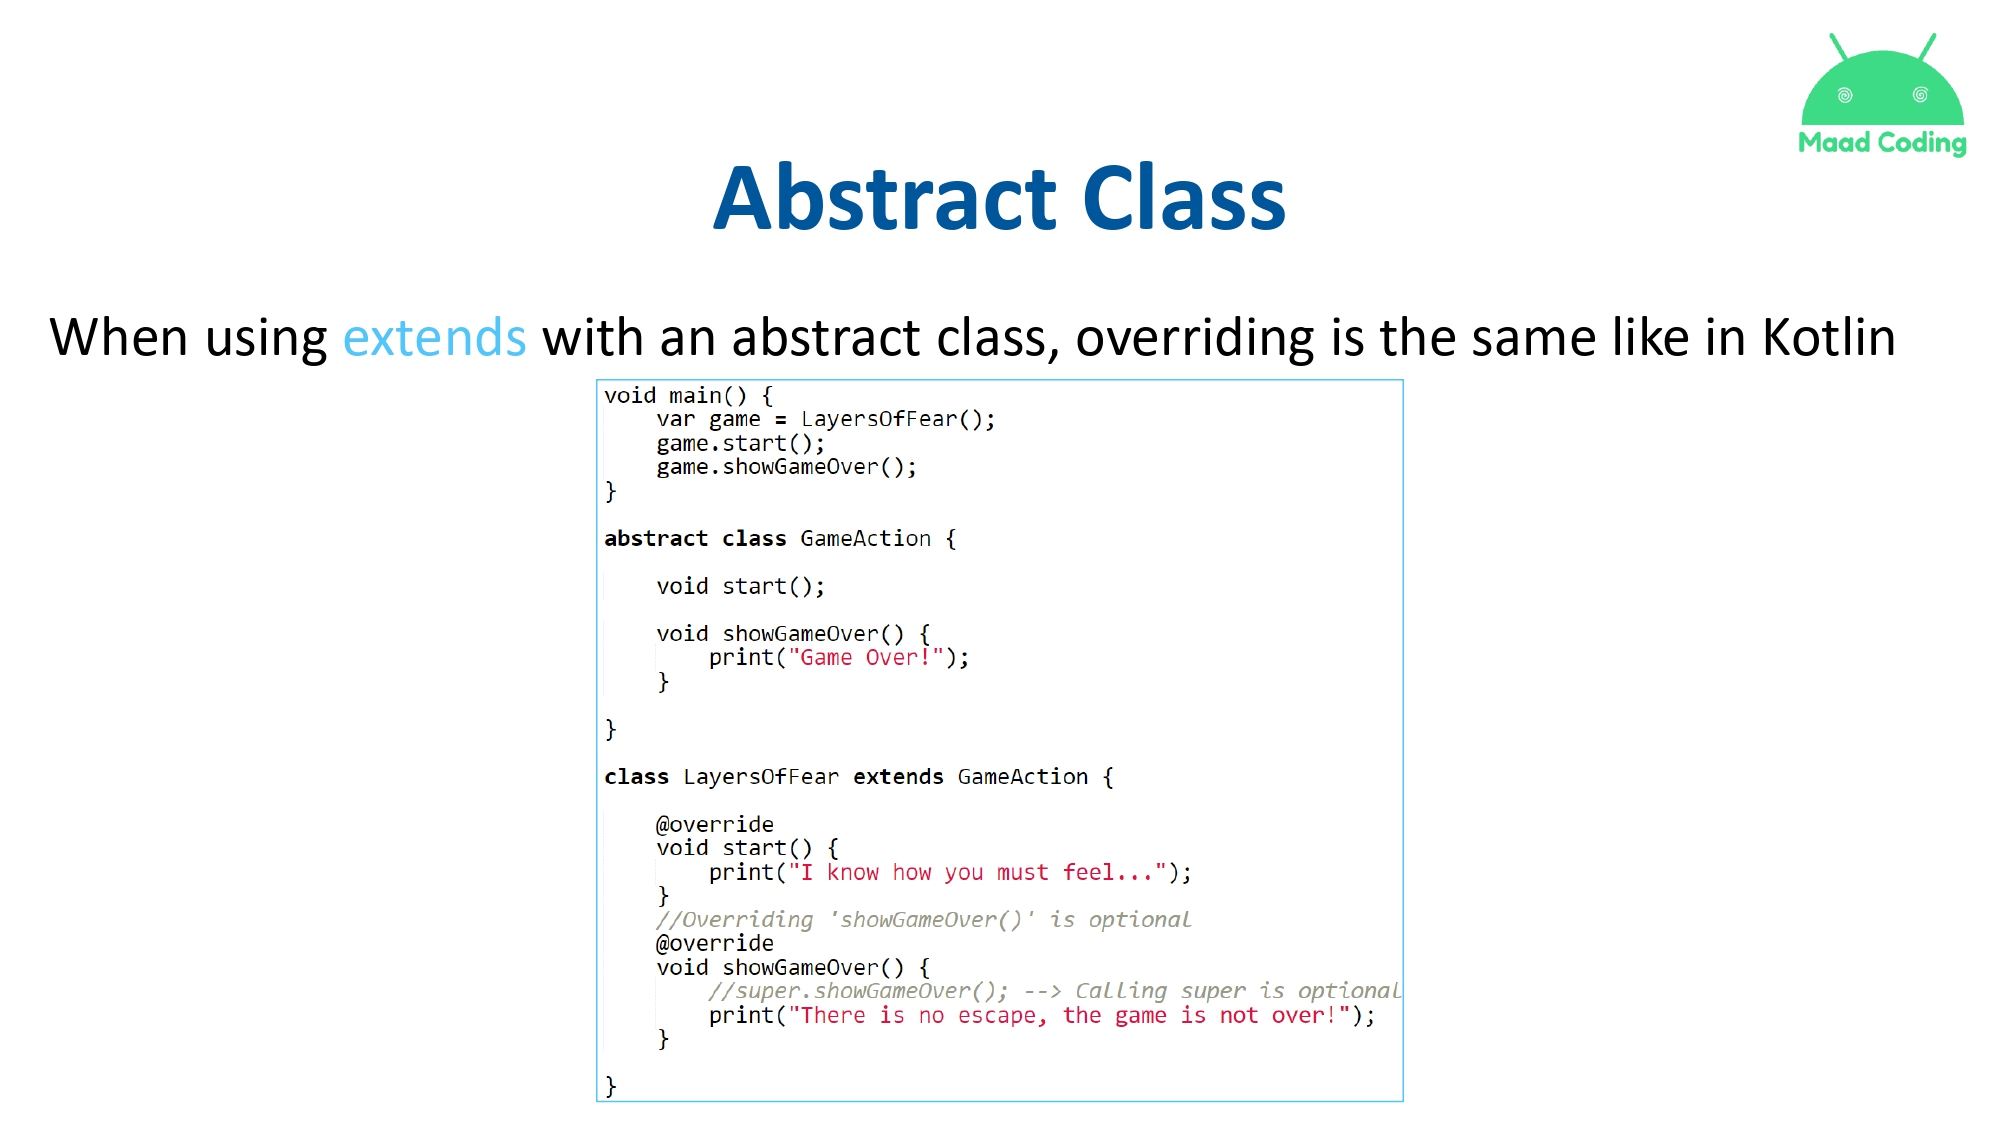 Maad Coding
Abstract Class
When using extends with an abstract class, overriding is the same like in Kotlin
void main() {
    var game = LayersOfFear();
    game.start();
    game.showGameOver();
}
abstract class GameAction {
    void start();
    void showGameOver() {
        print("Game Over!");
    }
}
class LayersOfFear extends GameAction {
    @override
    void start() {
        print("I know how you must feel...");
    }
    //Overriding 'showGameOver()' is optional
    @override
    void showGameOver() {
        //super.showGameOver(); --> Calling super is optional
        print("There is no escape, the game is not over!");
    }
}